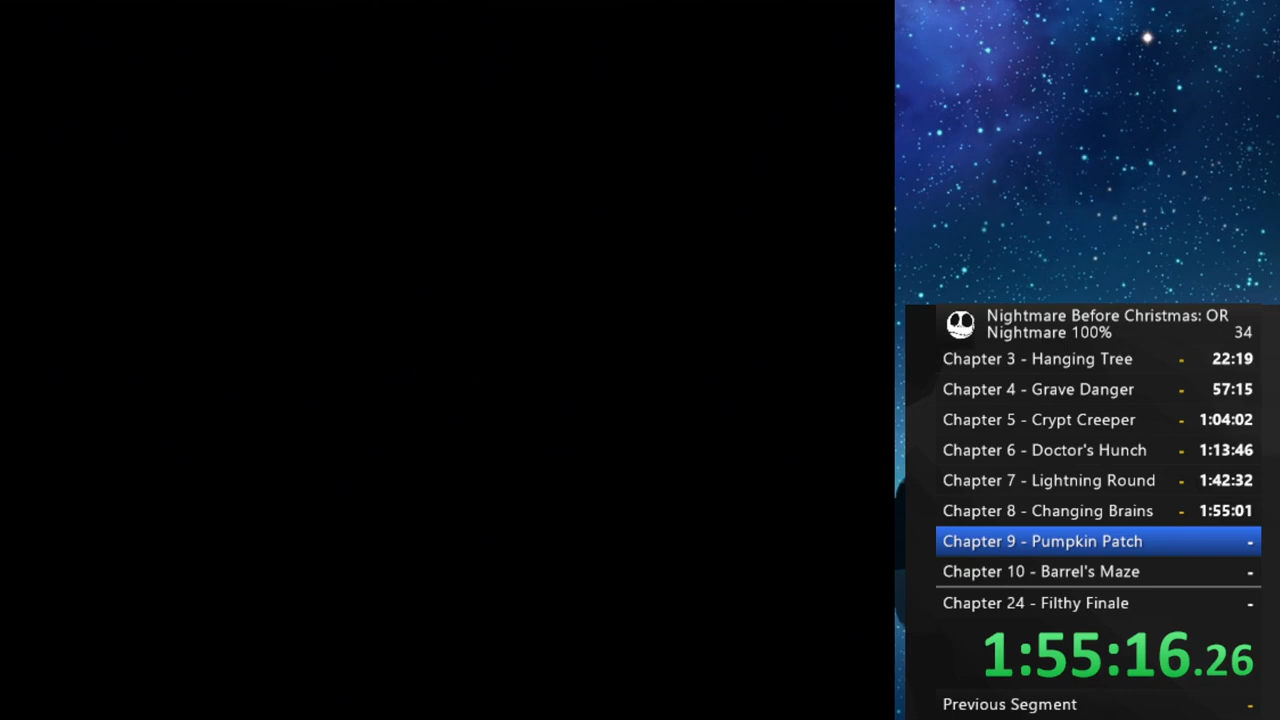 Nightmare Before Christmas: OR
Nightmare 100% 34
Chapter 3 - Hanging Tree - 22:19
Chapter 4 - Grave Danger - 57:15
Chapter 5 - Crypt Creeper - 1:04:02
Chapter 6 - Doctor's Hunch - 1:13:46
Chapter 7 - Lightning Round - 1:42:32
Chapter 8 - Changing Brains - 1:55:01
Chapter 9 - Pumpkin Patch -
Chapter 10 - Barrel's Maze -
Chapter 24 - Filthy Finale -
1:55:16.26
Previous Segment -